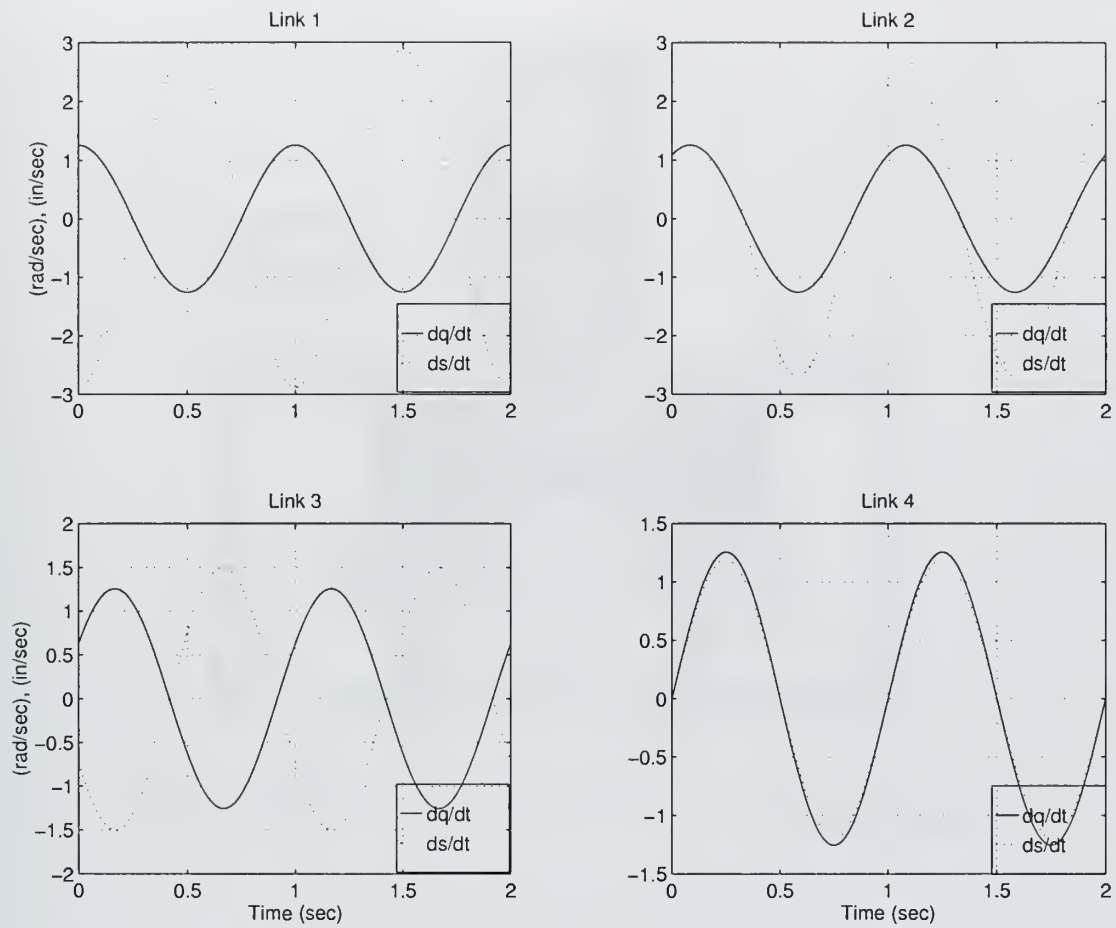 Link 1
3
2
1
0
−1
−2
−3
(rad/sec), (in/sec)
dq/dt
ds/dt
0 0.5 1 1.5 2
Link 2
3
2
1
0
−1
−2
−3
dq/dt
ds/dt
0 0.5 1 1.5 2
Link 3
2
1.5
1
0.5
0
−0.5
−1
−1.5
−2
(rad/sec), (in/sec)
dq/dt
ds/dt
0 0.5 1 1.5 2
Time (sec)
Link 4
1.5
1
0.5
0
−0.5
−1
−1.5
dq/dt
ds/dt
0 0.5 1 1.5 2
Time (sec)